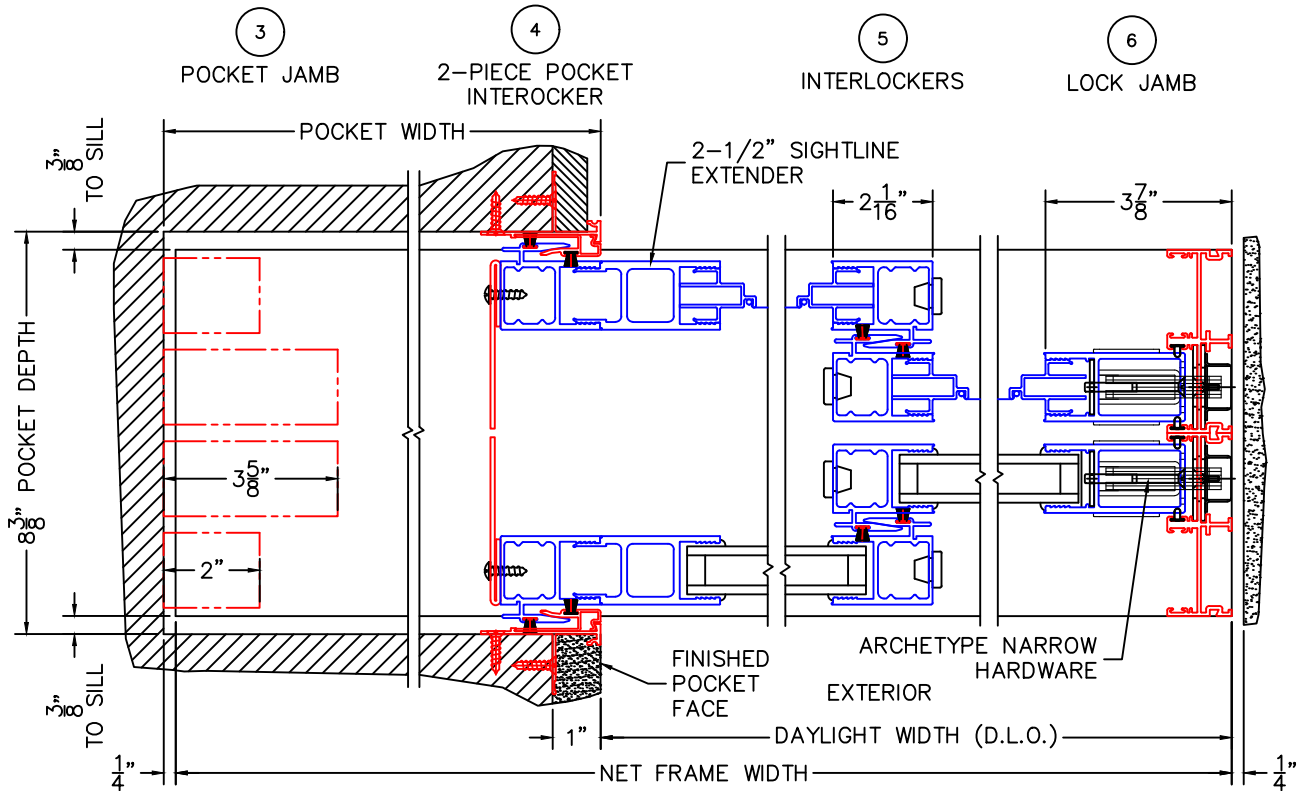 3
4
5
6
POCKET JAMB
2-PIECE POCKET
INTEROCKER
INTERLOCKERS
LOCK JAMB
POCKET WIDTH
3/8"
TO SILL
2-1/2" SIGHTLINE
EXTENDER
2 1/16"
3 7/8"
8 3/8" POCKET DEPTH
3 5/8"
2"
3/8"
TO SILL
FINISHED
POCKET
FACE
ARCHETYPE NARROW
HARDWARE
EXTERIOR
1"
DAYLIGHT WIDTH (D.L.O.)
1/4"
NET FRAME WIDTH
1/4"